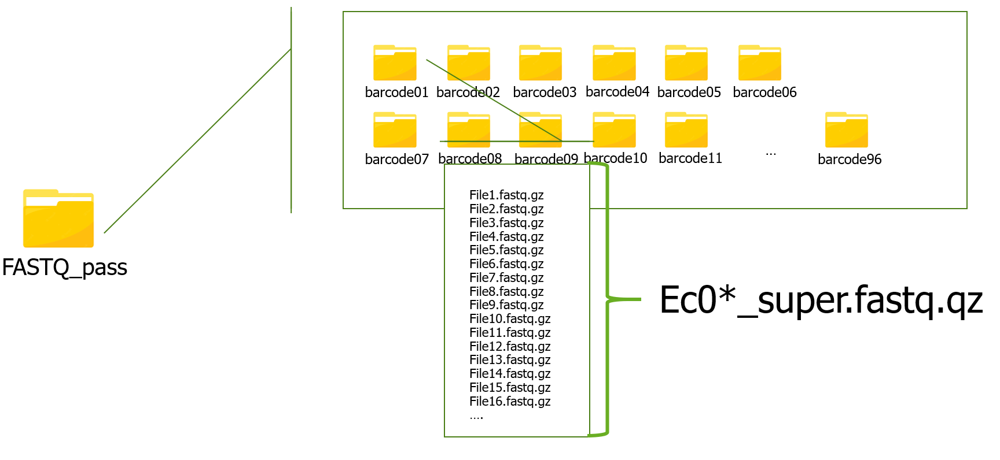 barcode01 barcode02 barcode03 barcode04 barcode05 barcode06
barcode07 barcode08 barcode09 barcode10 barcode11 ... barcode96
FASTQ_pass
File1.fastq.gz
File2.fastq.gz
File3.fastq.gz
File4.fastq.gz
File5.fastq.gz
File6.fastq.gz
File7.fastq.gz
File8.fastq.gz
File9.fastq.gz
File10.fastq.gz
File11.fastq.gz
File12.fastq.gz
File13.fastq.gz
File14.fastq.gz
File15.fastq.gz
File16.fastq.gz
....
Ec0*_super.fastq.qz